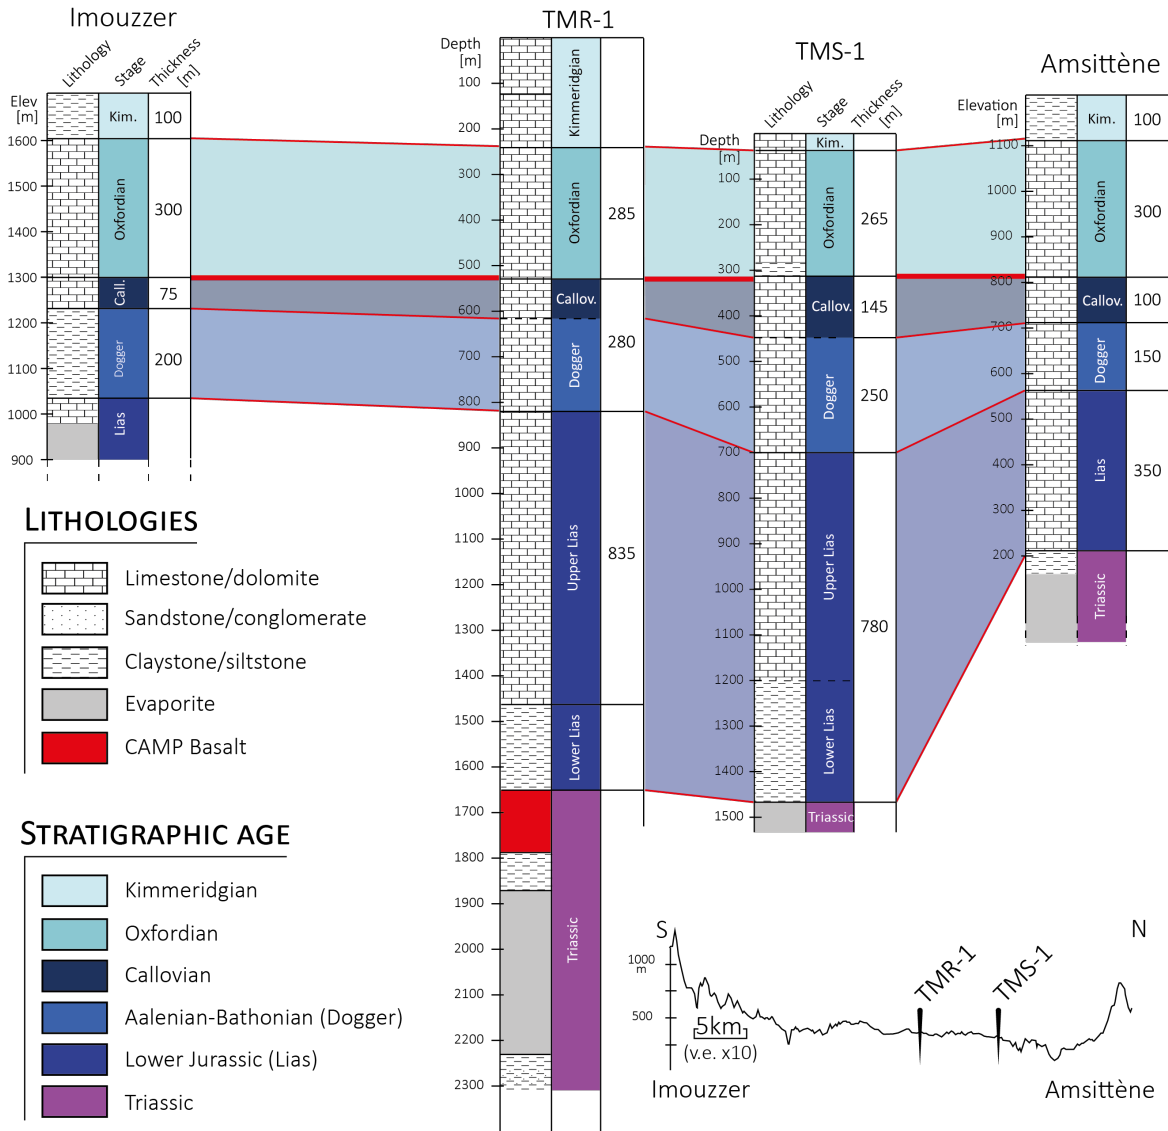 Imouzzer
Lithology
Stage
Thickness
[m]
Elev
[m]
1600
1500
1400
1300
1200
1100
1000
900
Kim.
100
Oxfordian
300
Call.
75
Dogger
200
Lias
TMR-1
Depth
[m]
100
200
300
400
500
600
700
800
900
1000
1100
1200
1300
1400
1500
1600
1700
1800
1900
2000
2100
2200
2300
Kimmeridgian
Oxfordian
285
Callov.
280
Dogger
Upper Lias
835
Lower Lias
Triassic
TMS-1
Lithology
Stage
Thickness
[m]
Depth
[m]
100
200
300
400
500
600
700
700
800
900
1000
1100
1200
1300
1400
1500
Kim.
Oxfordian
265
Callov.
145
Dogger
250
Upper Lias
780
Lower Lias
Triassic
Amsittène
Elevation
[m]
1100
1000
900
800
700
600
500
400
300
200
Kim.
100
Oxfordian
300
Callov.
100
Dogger
150
Lias
350
Triassic
LITHOLOGIES
Limestone/dolomite
Sandstone/conglomerate
Claystone/siltstone
Evaporite
CAMP Basalt
STRATIGRAPHIC AGE
Kimmeridgian
Oxfordian
Callovian
Aalenian-Bathonian (Dogger)
Lower Jurassic (Lias)
Triassic
S
N
1000
m
500
5km
(v.e. x10)
TMR-1
TMS-1
Imouzzer
Amsittène